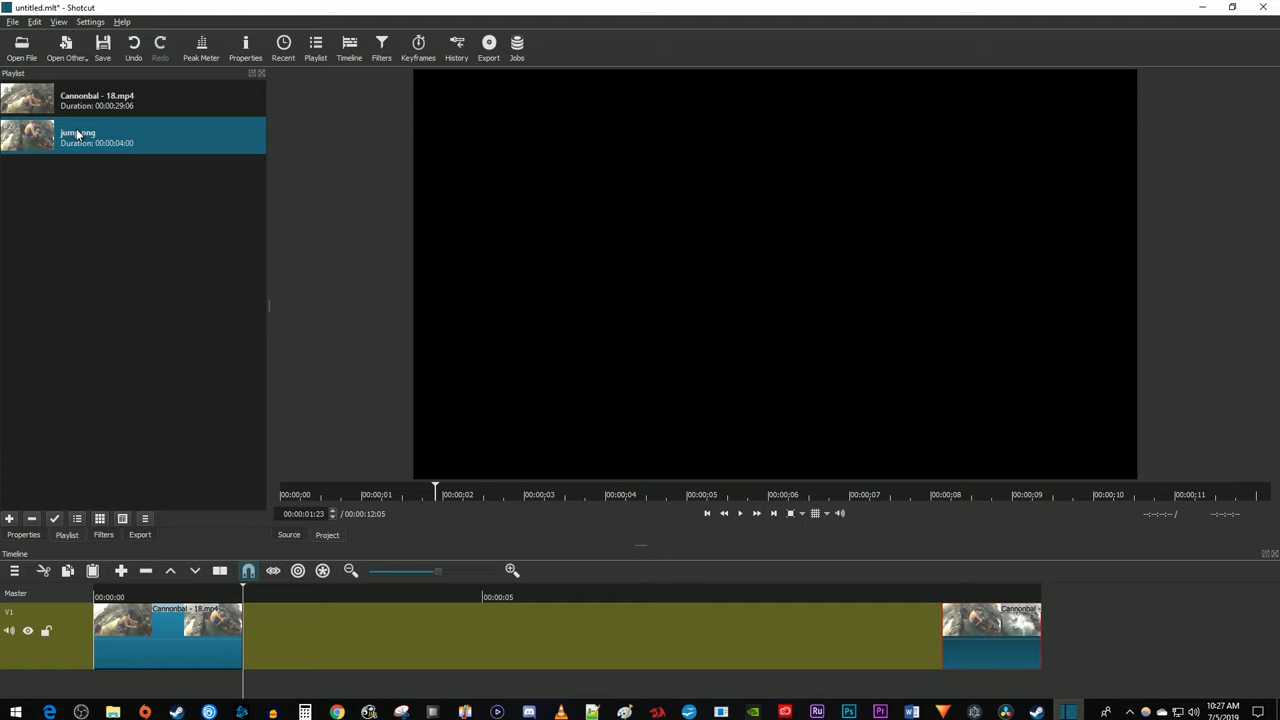 untitled.mlt* - Shotcut
File Edit View Settings Help
Open File Open Other.. Save Undo Redo Peak Meter Properties Recent Playlist Timeline Filters Keyframes History Export Jobs
Playlist
Cannonbal - 18.mp4
Duration: 00:00:29:06
jump.png
Duration: 00:00:04:00
00:00:00 00:00:01 00:00:02 00:00:03 00:00:04 00:00:05 00:00:06 00:00:07 00:00:08 00:00:09 00:00:10 00:00:11
00:00:01:23 / 00:00:12:05 --:--:--:-- / --:--:--:--
Properties Playlist Filters Export Source Project
Timeline
Master 00:00:00 00:00:05
V1 Cannonbal - 18.mp4 Cannonbal -
10:27 AM
7/5/2019